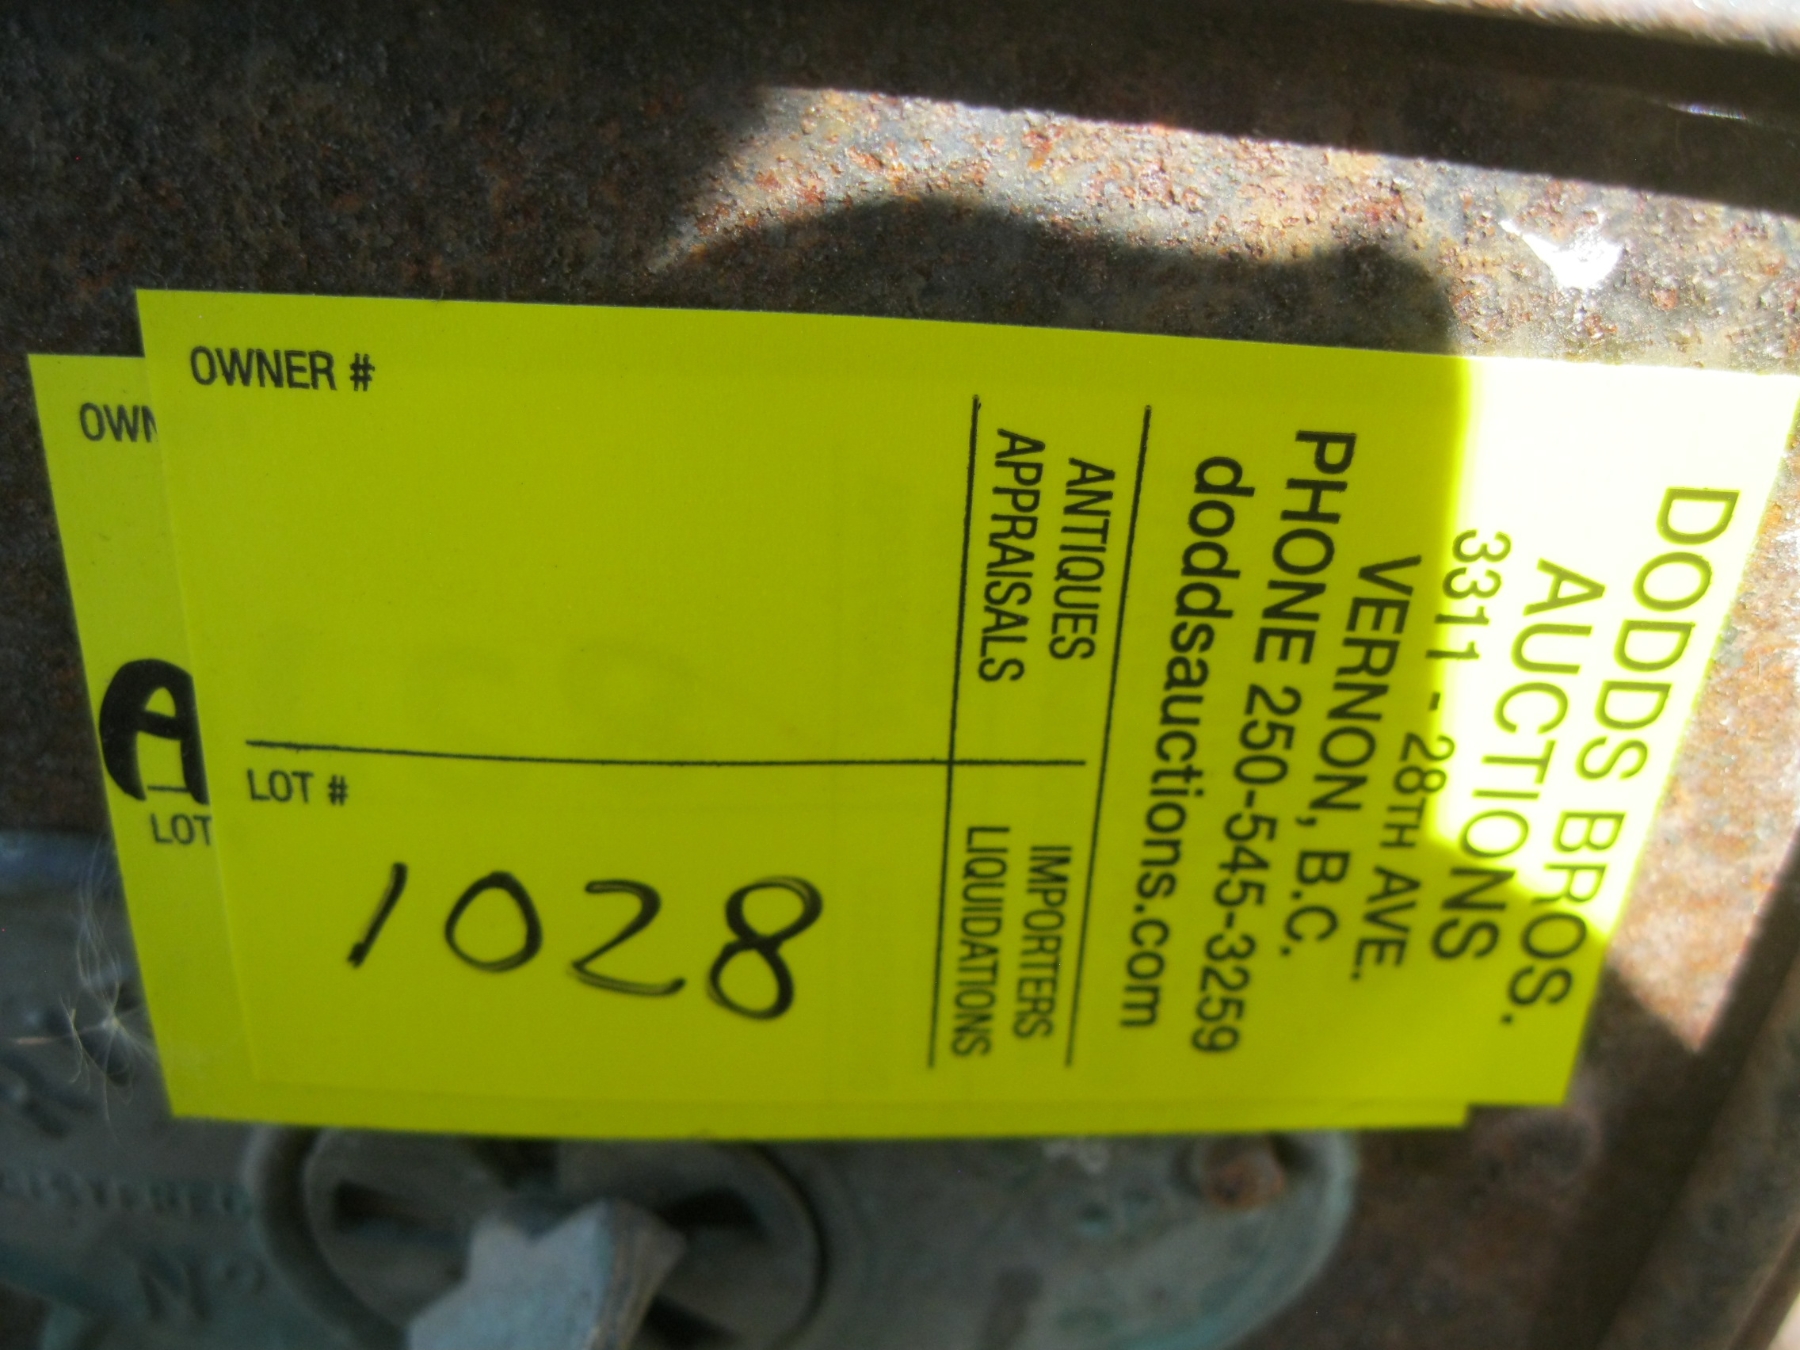 DODDS BROS.
AUCTIONS
3311 - 28TH AVE.
VERNON, B.C.
PHONE 250-545-3259
doddsauctions.com
ANTIQUES
APPRAISALS
IMPORTERS
LIQUIDATIONS
OWNER #
LOT #
1028
OWN
A
LOT
Nº